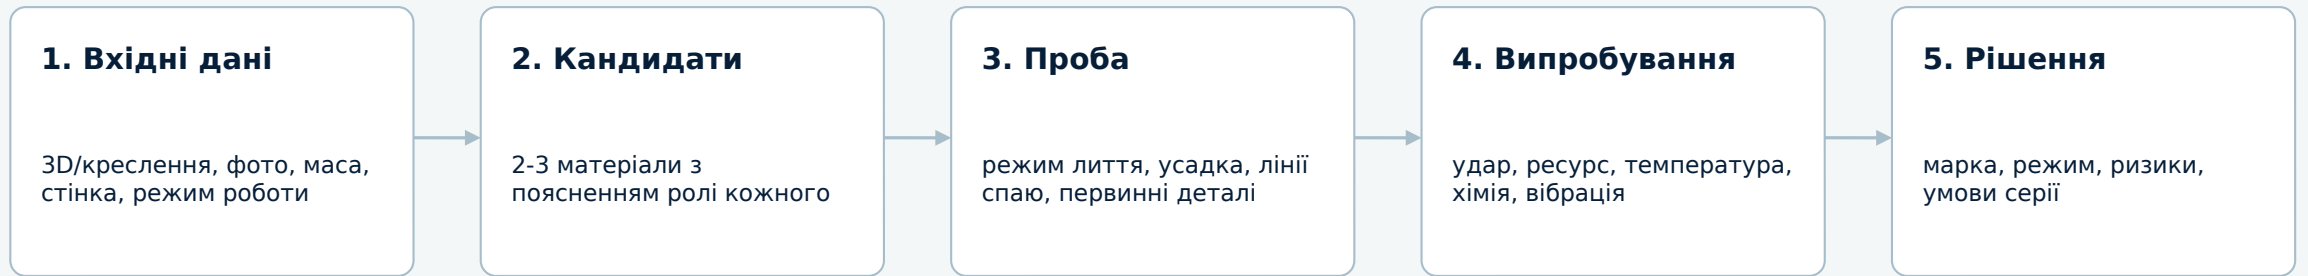 1. Вхідні дані
3D/креслення, фото, маса,
стінка, режим роботи
2. Кандидати
2-3 матеріали з
поясненням ролі кожного
3. Проба
режим лиття, усадка, лінії
спаю, первинні деталі
4. Випробування
удар, ресурс, температура,
хімія, вібрація
5. Рішення
марка, режим, ризики,
умови серії